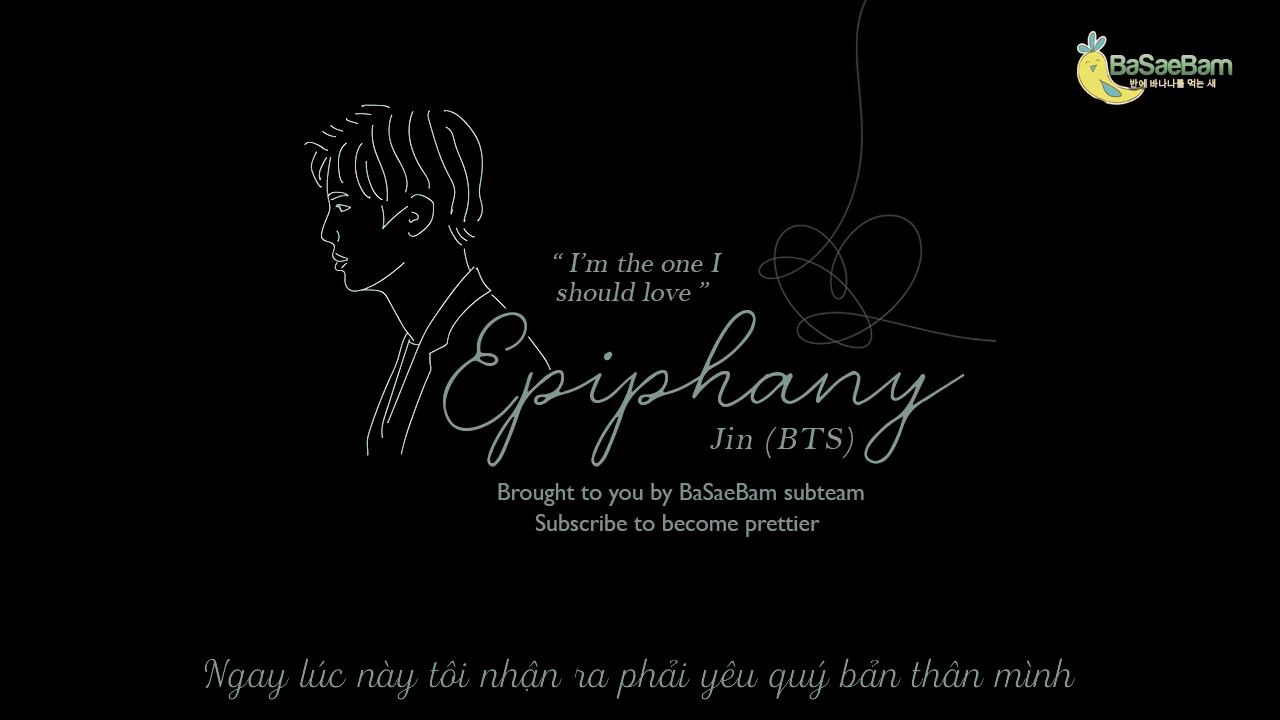 BaSaeBam
반에 바나나를 먹는 새
“ I’m the one I
should love ”
Epiphany
Jin (BTS)
Brought to you by BaSaeBam subteam
Subscribe to become prettier
Ngay lúc này tôi nhận ra phải yêu quý bản thân mình